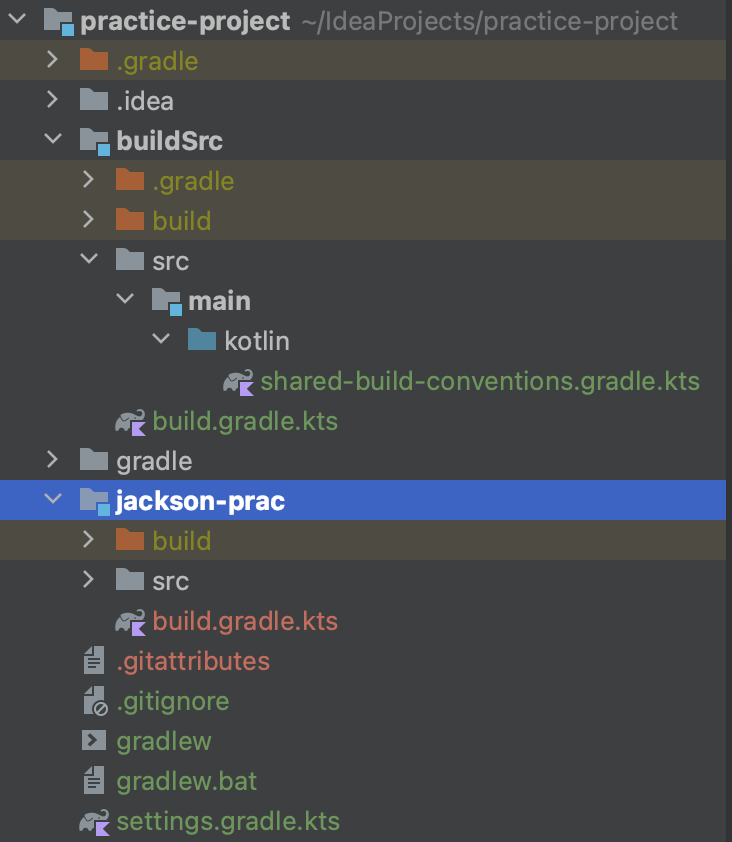 practice-project ~/IdeaProjects/practice-project
.gradle
.idea
buildSrc
.gradle
build
src
main
kotlin
shared-build-conventions.gradle.kts
build.gradle.kts
gradle
jackson-prac
build
src
build.gradle.kts
.gitattributes
.gitignore
gradlew
gradlew.bat
settings.gradle.kts